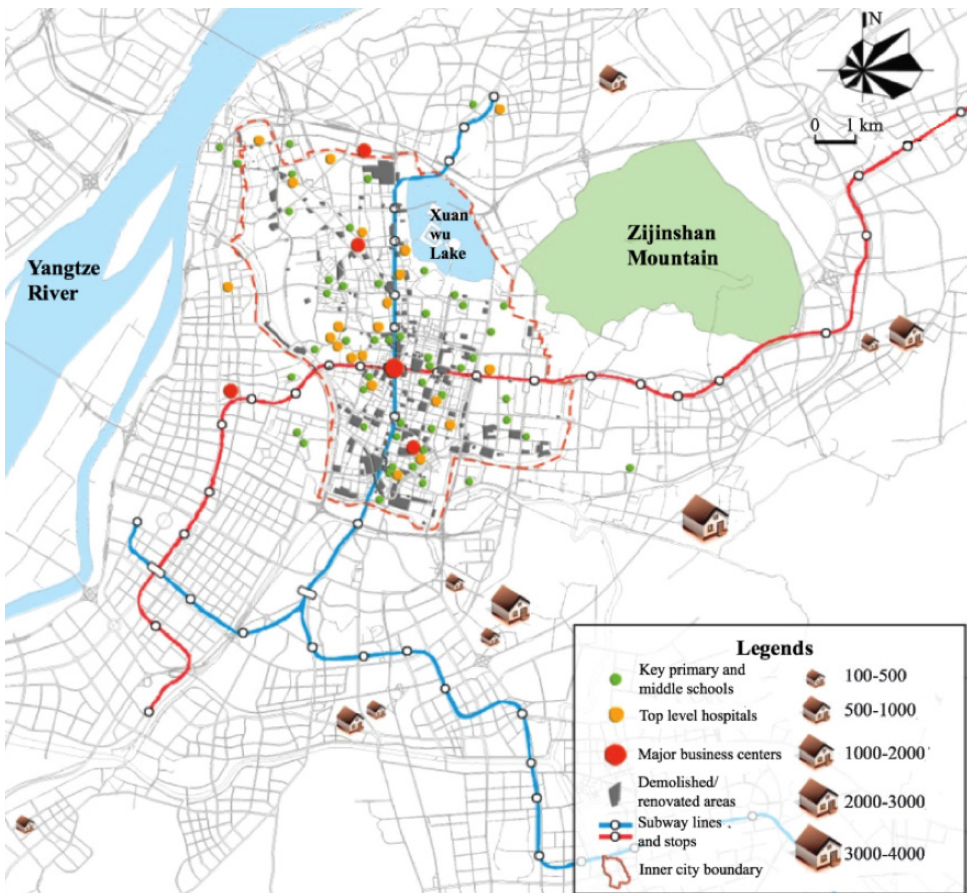 N
0 1 km
Xuan
wu
Lake
Zijinshan
Mountain
Yangtze
River
Legends
Key primary and
middle schools
Top level hospitals
Major business centers
Demolished/
renovated areas
Subway lines
and stops
Inner city boundary
100-500
500-1000
1000-2000
2000-3000
3000-4000